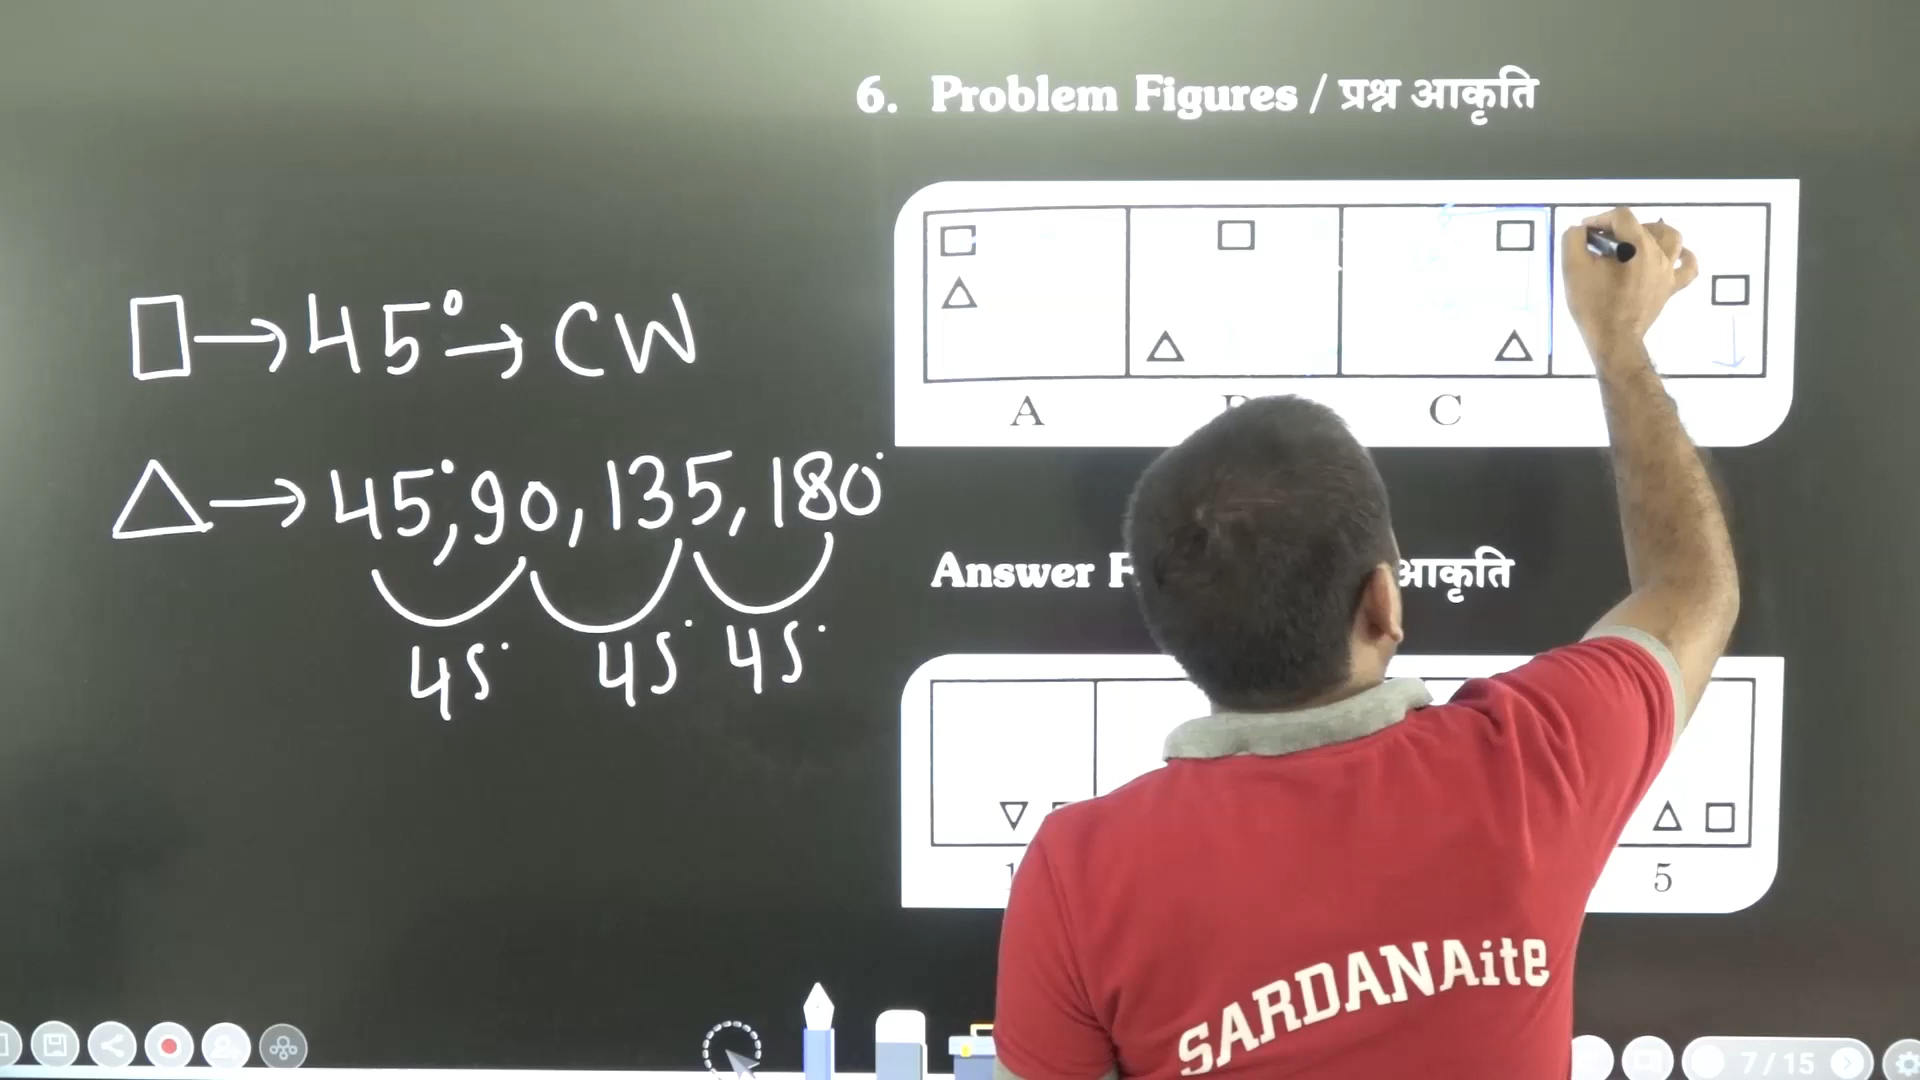 6. Problem Figures / प्रश्न आकृति
□→45°→CW
△→45°,90,135,180°
45° 45° 45°
A C
Answer आकृति
5
SARDANAite
7/15